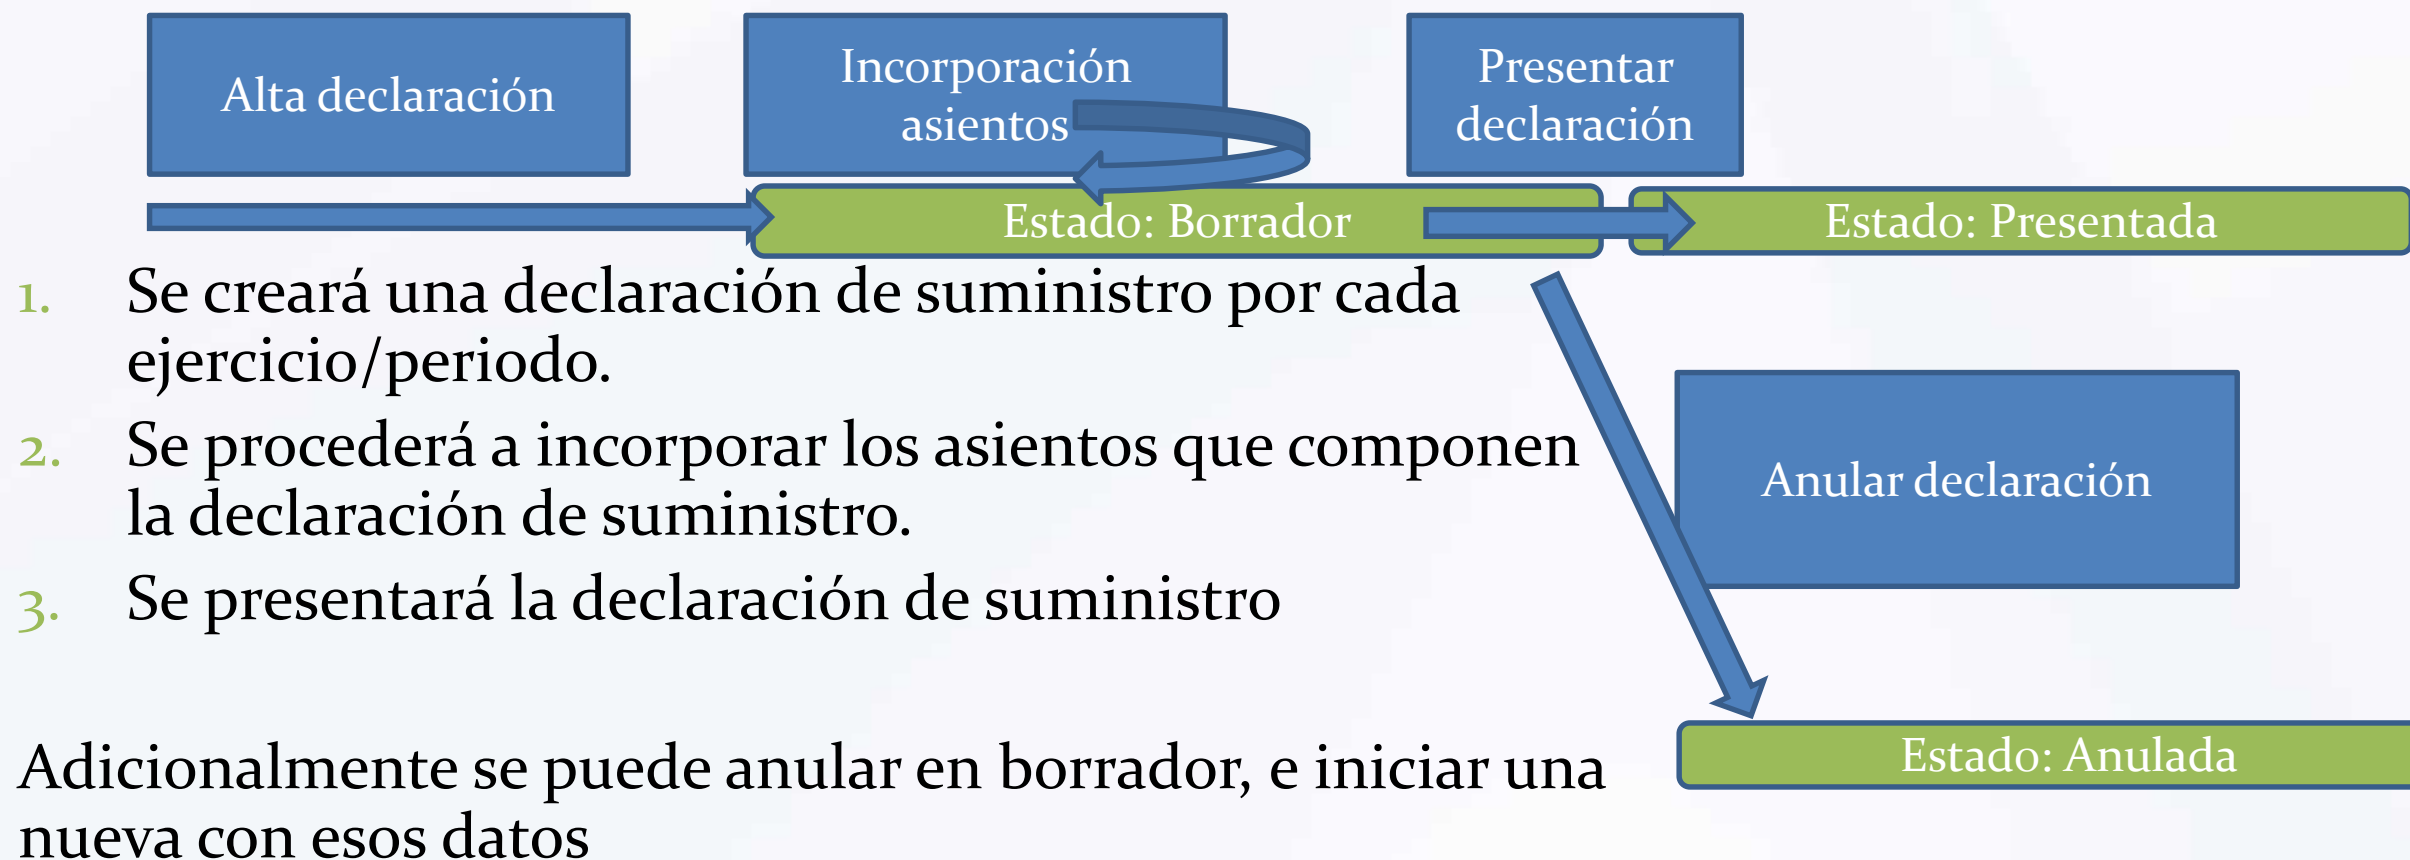 Alta declaración
Incorporación
asientos
Presentar
declaración
Estado: Borrador
Estado: Presentada
1. Se creará una declaración de suministro por cada
ejercicio/periodo.
2. Se procederá a incorporar los asientos que componen
la declaración de suministro.
3. Se presentará la declaración de suministro
Anular declaración
Estado: Anulada
Adicionalmente se puede anular en borrador, e iniciar una
nueva con esos datos